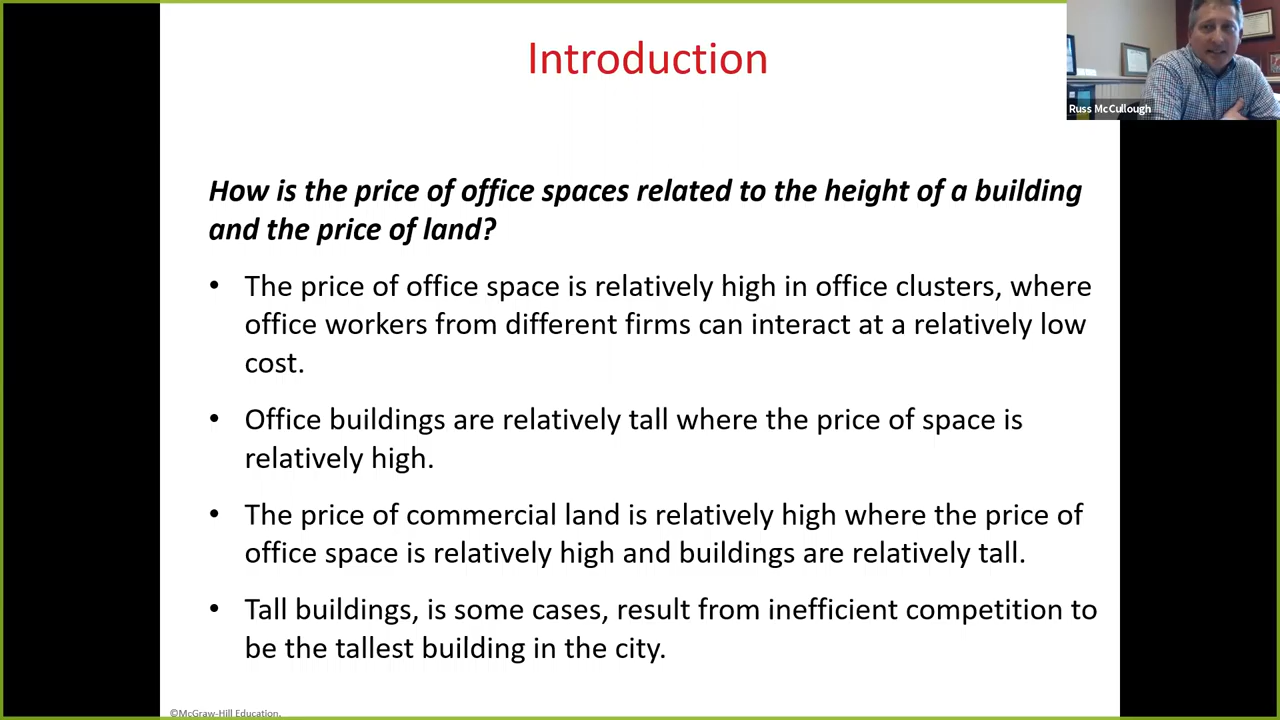 Introduction
Russ McCullough
How is the price of office spaces related to the height of a building
and the price of land?
• The price of office space is relatively high in office clusters, where
office workers from different firms can interact at a relatively low
cost.
• Office buildings are relatively tall where the price of space is
relatively high.
• The price of commercial land is relatively high where the price of
office space is relatively high and buildings are relatively tall.
• Tall buildings, is some cases, result from inefficient competition to
be the tallest building in the city.
©McGraw-Hill Education.